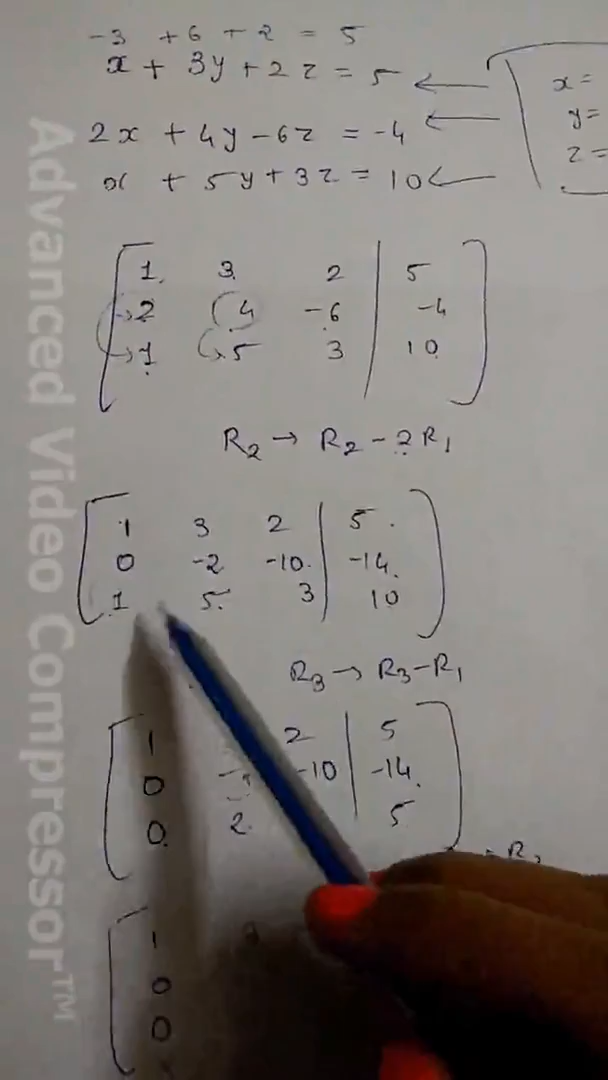 -3 + 6 + 2 = 5
x + 3y + 2z = 5 ←
x =
2x + 4y - 6z = -4 ←
y =
x + 5y + 3z = 10 ←
z =
1 3 2 | 5
2 4 -6 | -4
1 5 3 | 10
R2 → R2 - 2R1
1 3 2 | 5
0 -2 -10 | -14
1 5 3 | 10
R3 → R3 - R1
1 2 | 5
0 -10 | -14
0 2 5
1
0
0
Advanced Video Compressor™